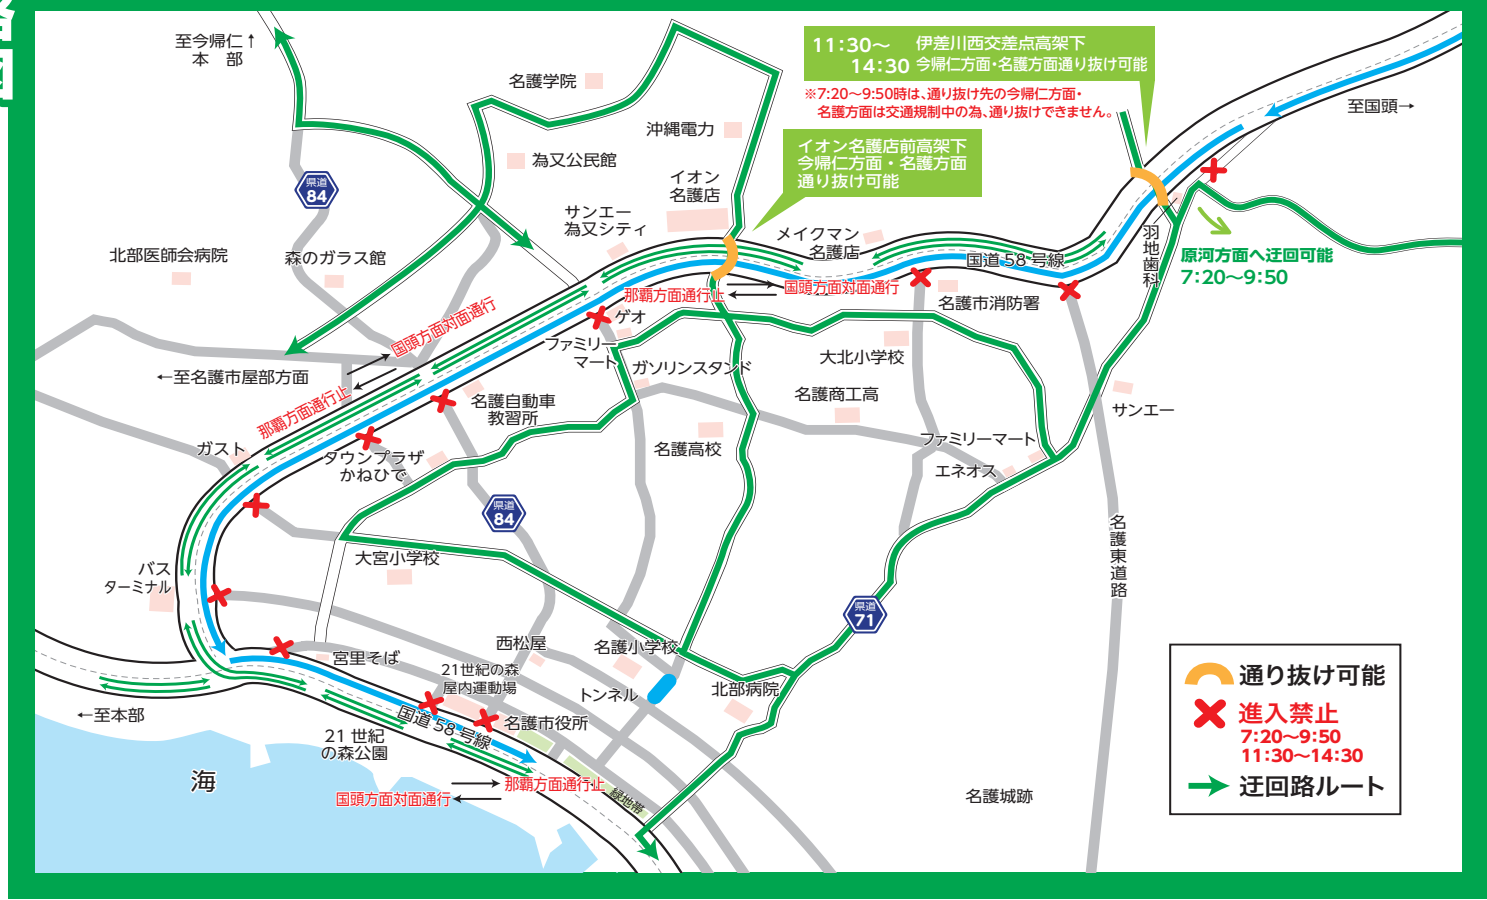 至今帰仁↑
本　部
名護学院
沖縄電力
為又公民館
イオン
名護店
サンエー
為又シティ
県道
84
北部医師会病院
森のガラス館
11:30～　伊差川西交差点高架下
14:30 今帰仁方面・名護方面通り抜け可能
※7:20～9:50時は、通り抜け先の今帰仁方面・
名護方面は交通規制中の為、通り抜けできません。
イオン名護店前高架下
今帰仁方面・名護方面
通り抜け可能
至国頭→
メイクマン
名護店
国道 58 号線
羽地歯科
原河方面へ迂回可能
7:20～9:50
国頭方面対面通行
那覇方面通行止
名護市消防署
国頭方面対面通行
那覇方面通行止
←至名護市屋部方面
ゲオ
ファミリー
マート
ガソリンスタンド
大北小学校
名護商工高
サンエー
名護自動車
教習所
ガスト
タウンプラザ
かねひで
名護高校
ファミリーマート
エネオス
県道
84
名護東道路
大宮小学校
バス
ターミナル
県道
71
西松屋
名護小学校
宮里そば
21世紀の森
屋内運動場
トンネル
北部病院
←至本部
国道 58 号線
名護市役所
21 世紀
の森公園
海
那覇方面通行止
国頭方面対面通行
緑地帯
名護城跡
通り抜け可能
進入禁止
7:20～9:50
11:30～14:30
迂回路ルート